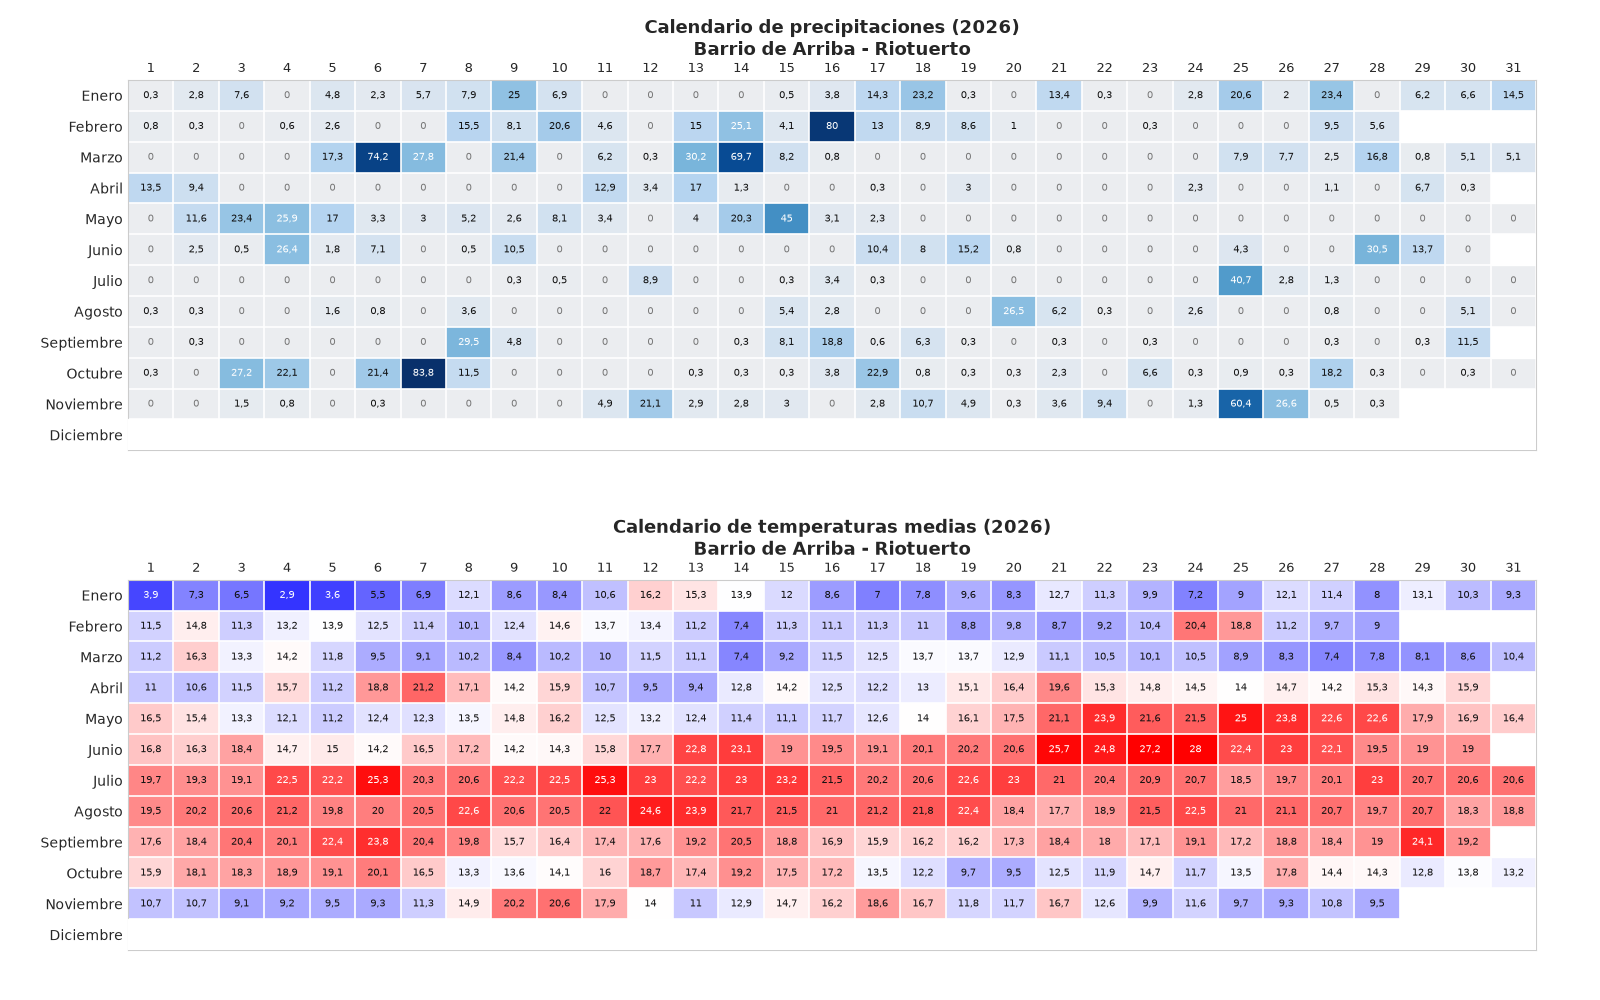 Calendario de precipitaciones (2026)
Barrio de Arriba - Riotuerto
1 2 3 4 5 6 7 8 9 10 11 12 13 14 15 16 17 18 19 20 21 22 23 24 25 26 27 28 29 30 31
Enero 0,3 2,8 7,6 0 4,8 2,3 5,7 7,9 25 6,9 0 0 0 0 0,5 3,8 14,3 23,2 0,3 0 13,4 0,3 0 2,8 20,6 2 23,4 0 6,2 6,6 14,5
Febrero 0,8 0,3 0 0,6 2,6 0 0 15,5 8,1 20,6 4,6 0 15 25,1 4,1 80 13 8,9 8,6 1 0 0 0,3 0 0 0 9,5 5,6
Marzo 0 0 0 0 17,3 74,2 27,8 0 21,4 0 6,2 0,3 30,2 69,7 8,2 0,8 0 0 0 0 0 0 0 0 7,9 7,7 2,5 16,8 0,8 5,1 5,1
Abril 13,5 9,4 0 0 0 0 0 0 0 0 12,9 3,4 17 1,3 0 0 0,3 0 3 0 0 0 0 2,3 0 0 1,1 0 6,7 0,3
Mayo 0 11,6 23,4 25,9 17 3,3 3 5,2 2,6 8,1 3,4 0 4 20,3 45 3,1 2,3 0 0 0 0 0 0 0 0 0 0 0 0 0 0
Junio 0 2,5 0,5 26,4 1,8 7,1 0 0,5 10,5 0 0 0 0 0 0 0 10,4 8 15,2 0,8 0 0 0 0 4,3 0 0 30,5 13,7 0
Julio 0 0 0 0 0 0 0 0 0,3 0,5 0 8,9 0 0 0,3 3,4 0,3 0 0 0 0 0 0 0 40,7 2,8 1,3 0 0 0 0
Agosto 0,3 0,3 0 0 1,6 0,8 0 3,6 0 0 0 0 0 0 5,4 2,8 0 0 0 26,5 6,2 0,3 0 2,6 0 0 0,8 0 0 5,1 0
Septiembre 0 0,3 0 0 0 0 0 29,5 4,8 0 0 0 0 0,3 8,1 18,8 0,6 6,3 0,3 0 0,3 0 0,3 0 0 0 0,3 0 0,3 11,5
Octubre 0,3 0 27,2 22,1 0 21,4 83,8 11,5 0 0 0 0 0,3 0,3 0,3 3,8 22,9 0,8 0,3 0,3 2,3 0 6,6 0,3 0,9 0,3 18,2 0,3 0 0,3 0
Noviembre 0 0 1,5 0,8 0 0,3 0 0 0 0 4,9 21,1 2,9 2,8 3 0 2,8 10,7 4,9 0,3 3,6 9,4 0 1,3 60,4 26,6 0,5 0,3
Diciembre
Calendario de temperaturas medias (2026)
Barrio de Arriba - Riotuerto
1 2 3 4 5 6 7 8 9 10 11 12 13 14 15 16 17 18 19 20 21 22 23 24 25 26 27 28 29 30 31
Enero 3,9 7,3 6,5 2,9 3,6 5,5 6,9 12,1 8,6 8,4 10,6 16,2 15,3 13,9 12 8,6 7 7,8 9,6 8,3 12,7 11,3 9,9 7,2 9 12,1 11,4 8 13,1 10,3 9,3
Febrero 11,5 14,8 11,3 13,2 13,9 12,5 11,4 10,1 12,4 14,6 13,7 13,4 11,2 7,4 11,3 11,1 11,3 11 8,8 9,8 8,7 9,2 10,4 20,4 18,8 11,2 9,7 9
Marzo 11,2 16,3 13,3 14,2 11,8 9,5 9,1 10,2 8,4 10,2 10 11,5 11,1 7,4 9,2 11,5 12,5 13,7 13,7 12,9 11,1 10,5 10,1 10,5 8,9 8,3 7,4 7,8 8,1 8,6 10,4
Abril 11 10,6 11,5 15,7 11,2 18,8 21,2 17,1 14,2 15,9 10,7 9,5 9,4 12,8 14,2 12,5 12,2 13 15,1 16,4 19,6 15,3 14,8 14,5 14 14,7 14,2 15,3 14,3 15,9
Mayo 16,5 15,4 13,3 12,1 11,2 12,4 12,3 13,5 14,8 16,2 12,5 13,2 12,4 11,4 11,1 11,7 12,6 14 16,1 17,5 21,1 23,9 21,6 21,5 25 23,8 22,6 22,6 17,9 16,9 16,4
Junio 16,8 16,3 18,4 14,7 15 14,2 16,5 17,2 14,2 14,3 15,8 17,7 22,8 23,1 19 19,5 19,1 20,1 20,2 20,6 25,7 24,8 27,2 28 22,4 23 22,1 19,5 19 19
Julio 19,7 19,3 19,1 22,5 22,2 25,3 20,3 20,6 22,2 22,5 25,3 23 22,2 23 23,2 21,5 20,2 20,6 22,6 23 21 20,4 20,9 20,7 18,5 19,7 20,1 23 20,7 20,6 20,6
Agosto 19,5 20,2 20,6 21,2 19,8 20 20,5 22,6 20,6 20,5 22 24,6 23,9 21,7 21,5 21 21,2 21,8 22,4 18,4 17,7 18,9 21,5 22,5 21 21,1 20,7 19,7 20,7 18,3 18,8
Septiembre 17,6 18,4 20,4 20,1 22,4 23,8 20,4 19,8 15,7 16,4 17,4 17,6 19,2 20,5 18,8 16,9 15,9 16,2 16,2 17,3 18,4 18 17,1 19,1 17,2 18,8 18,4 19 24,1 19,2
Octubre 15,9 18,1 18,3 18,9 19,1 20,1 16,5 13,3 13,6 14,1 16 18,7 17,4 19,2 17,5 17,2 13,5 12,2 9,7 9,5 12,5 11,9 14,7 11,7 13,5 17,8 14,4 14,3 12,8 13,8 13,2
Noviembre 10,7 10,7 9,1 9,2 9,5 9,3 11,3 14,9 20,2 20,6 17,9 14 11 12,9 14,7 16,2 18,6 16,7 11,8 11,7 16,7 12,6 9,9 11,6 9,7 9,3 10,8 9,5
Diciembre